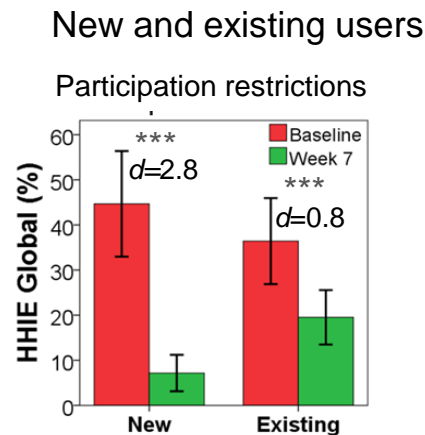 New and existing users
Participation restrictions
60
50
40
30
20
10
0
HHIE Global (%)
*** 
d=2.8
Baseline
Week 7
***
d=0.8
New
Existing